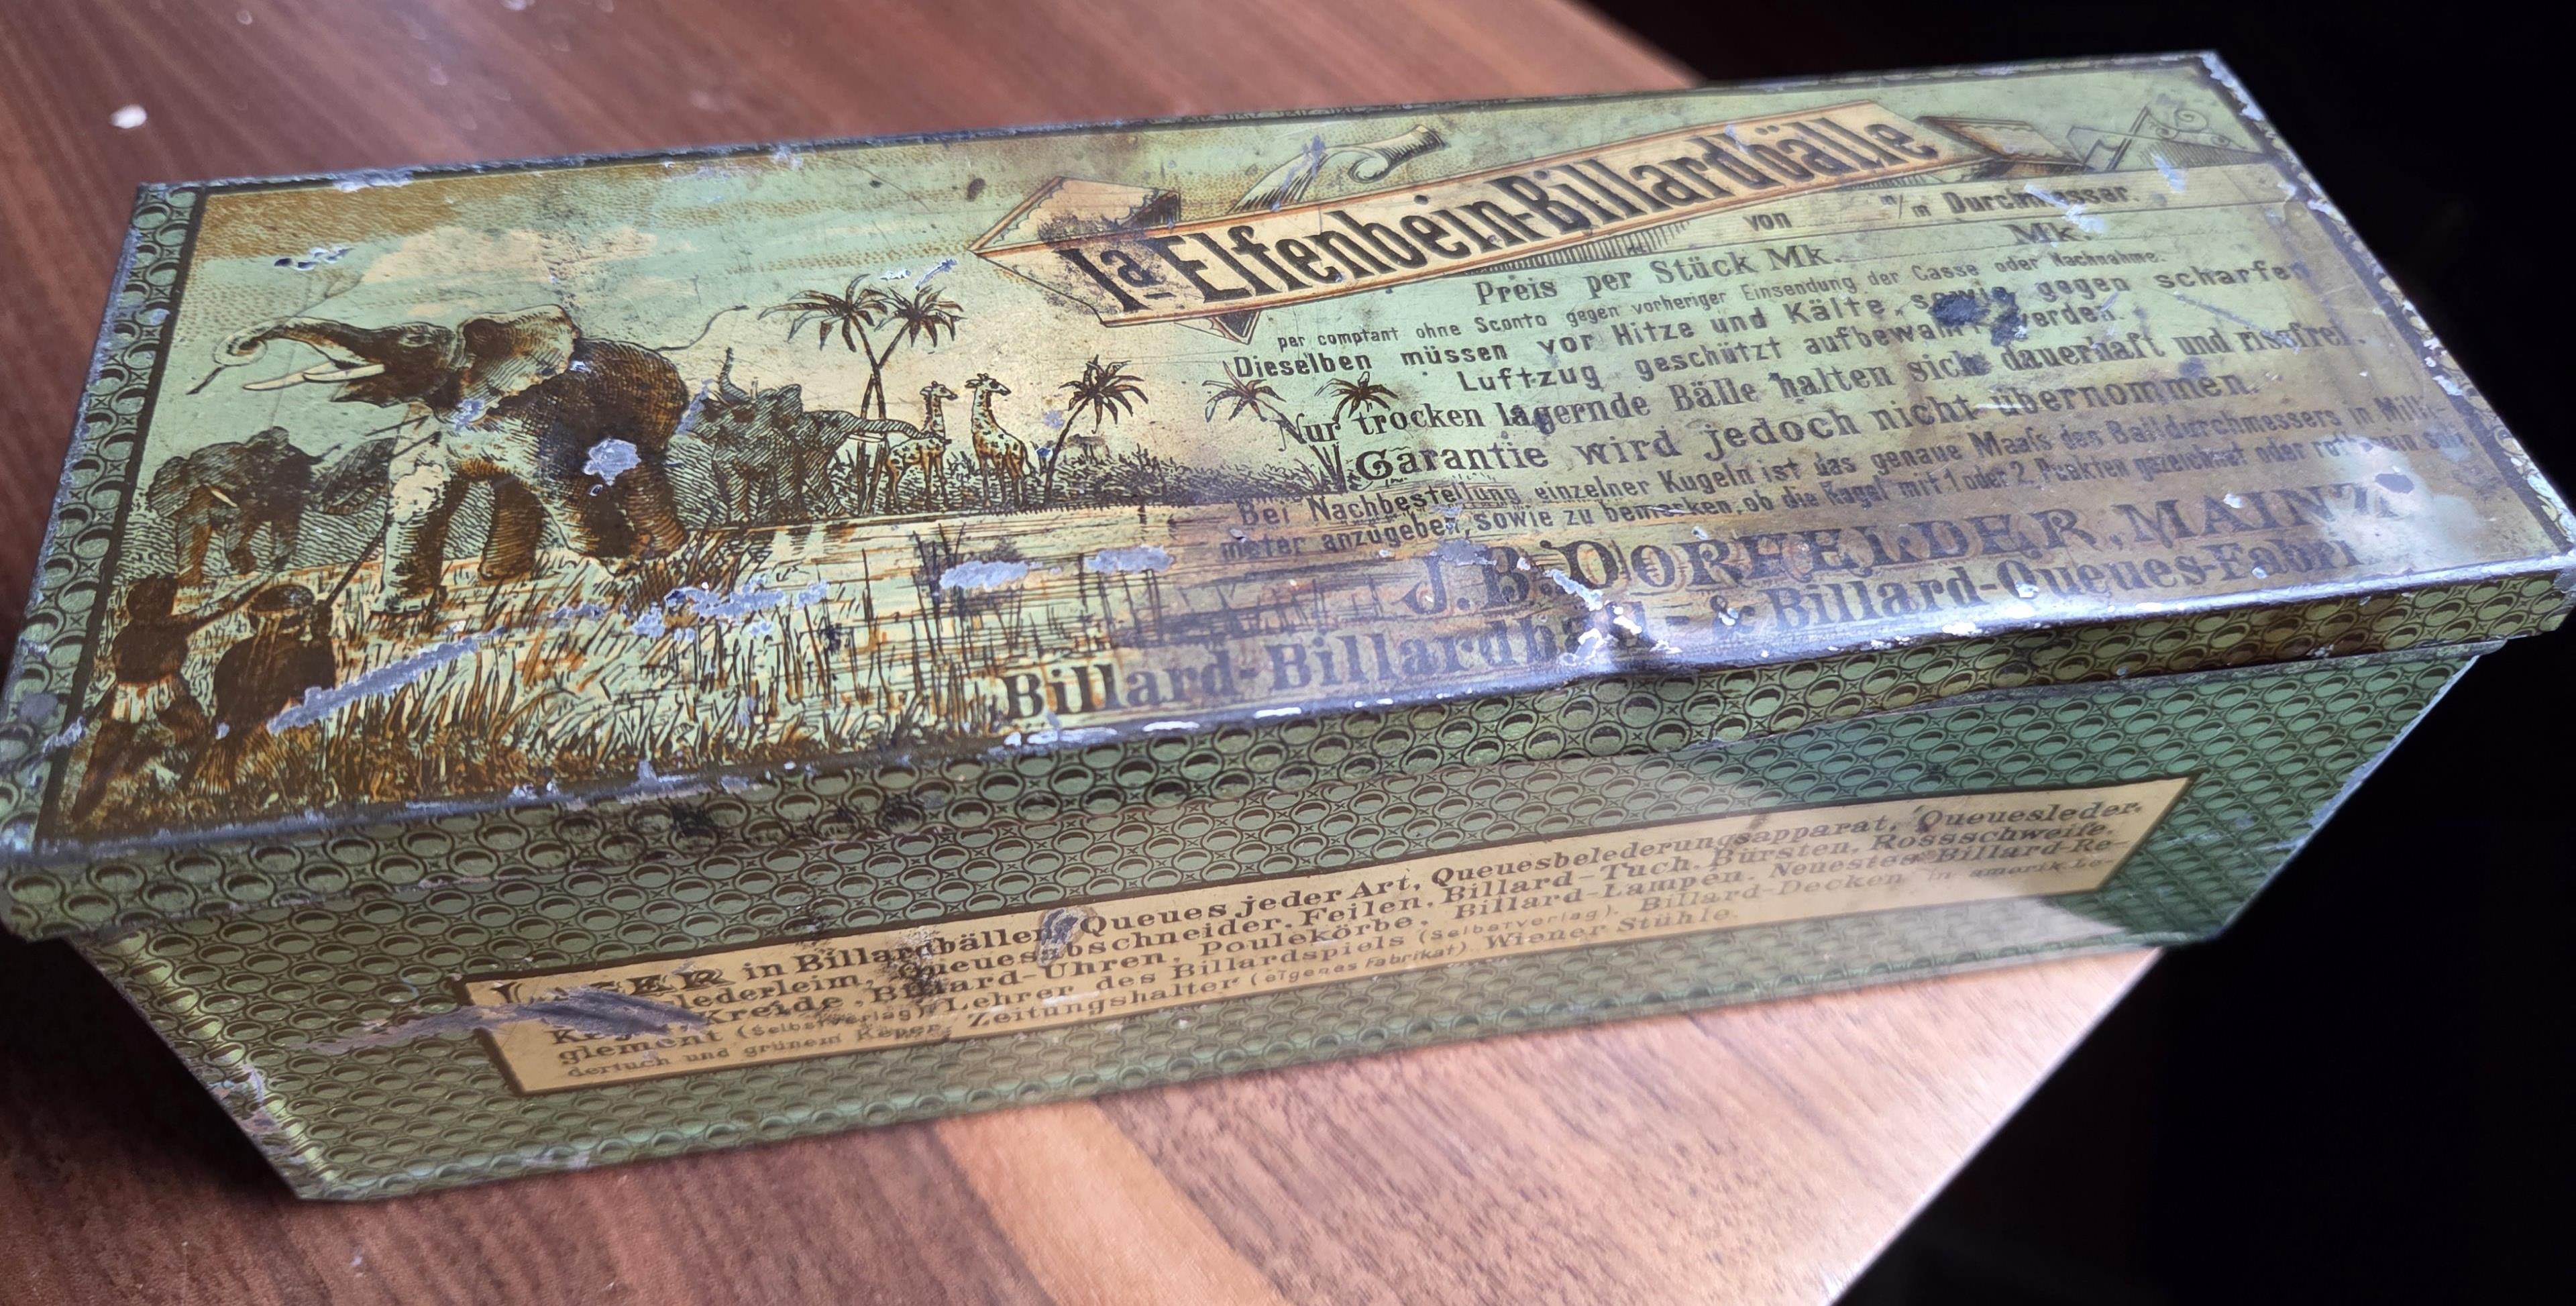 Ia Elfenbein-Billardbälle
von m/m Durchmesser.
Preis per Stück Mk. Mk.
per comptant ohne Sconto gegen vorheriger Einsendung der Casse oder Nachnahme.
Dieselben müssen vor Hitze und Kälte, sowie gegen scharfen
Luftzug geschützt aufbewahrt werden.
Nur trocken lagernde Bälle halten sich dauerhaft und rissfrei.
Garantie wird jedoch nicht übernommen.
Bei Nachbestellung einzelner Kugeln ist das genaue Maafs des Balldurchmessers in Milli-
meter anzugeben, sowie zu bemerken, ob die Kugel mit 1 oder 2 Punkten gezeichnet oder roth sein soll.
J. B. DORFELDER, MAINZ
Billard- & Billard-Queues-Fabrik
LAGER in Billardbällen, Queues jeder Art, Queuesbelederungsapparat, Queuesleder,
lederleim, Queuesabschneider, Feilen, Billard-Tuch, Bürsten, Rossschweife,
Kreide, Billard-Uhren, Poulekörbe, Billard-Lampen. Neuestes Billard-Re-
glement (Selbstverlag), Lehrer des Billardspiels (Selbstverlag). Billard-Decken in amerik. Le-
dertuch und grünem Köper, Zeitungshalter (eigenes Fabrikat) Wiener Stühle.